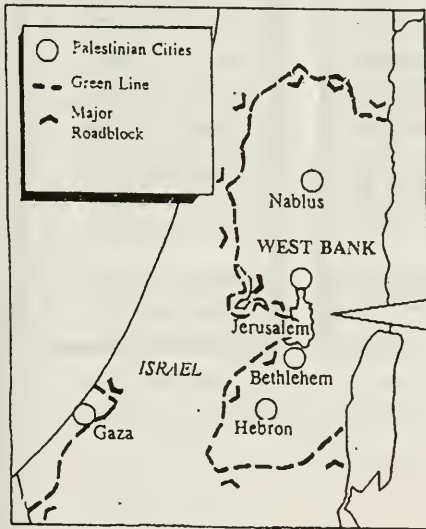 Palestinian Cities
Green Line
Major
Roadblock
Nablus
WEST BANK
Jerusalem
ISRAEL
Bethlehem
Gaza
Hebron